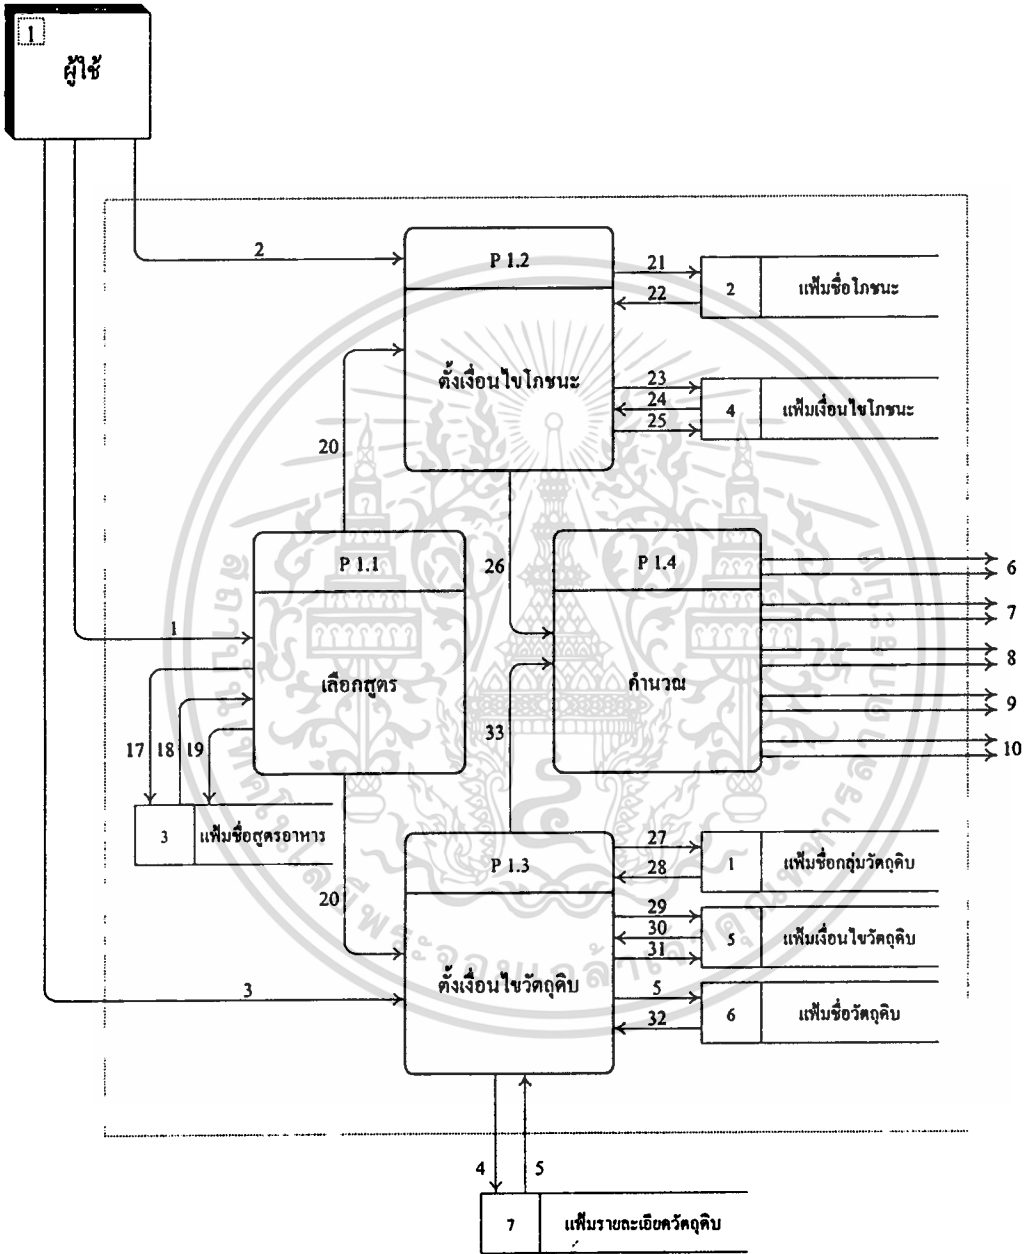 1
ผู้ใช้
2
P 1.2
ตั้งเงื่อนไขโภชนะ
21
22
2 แฟ้มชื่อโภชนะ
23
24
25
4 แฟ้มเงื่อนไขโภชนะ
20
26
P 1.1
เลือกสูตร
1
17
18
19
3 แฟ้มชื่อสูตรอาหาร
P 1.4
คำนวณ
6
7
8
9
10
33
20
3
P 1.3
ตั้งเงื่อนไขวัตถุดิบ
27
28
1 แฟ้มชื่อกลุ่มวัตถุดิบ
29
30
31
5 แฟ้มเงื่อนไขวัตถุดิบ
5
32
6 แฟ้มชื่อวัตถุดิบ
4
5
7 แฟ้มรายละเอียดวัตถุดิบ